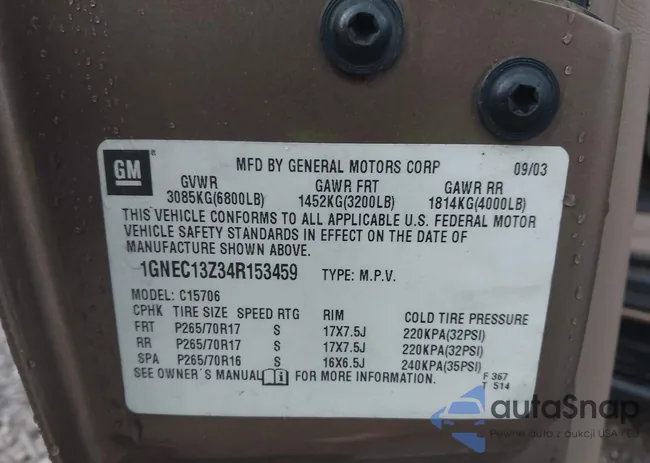 GM
MFD BY GENERAL MOTORS CORP 09/03
GVWR GAWR FRT GAWR RR
3085KG(6800LB) 1452KG(3200LB) 1814KG(4000LB)
THIS VEHICLE CONFORMS TO ALL APPLICABLE U.S. FEDERAL MOTOR
VEHICLE SAFETY STANDARDS IN EFFECT ON THE DATE OF
MANUFACTURE SHOWN ABOVE.
1GNEC13Z34R153459 TYPE: M.P.V.
MODEL: C15706
CPHK TIRE SIZE SPEED RTG RIM COLD TIRE PRESSURE
FRT P265/70R17 S 17X7.5J 220KPA(32PSI)
RR P265/70R17 S 17X7.5J 220KPA(32PSI)
SPA P265/70R16 S 16X6.5J 240KPA(35PSI)
SEE OWNER'S MANUAL FOR MORE INFORMATION.
F 367
T 514
autaSnap
Pewne auta z aukcji USA